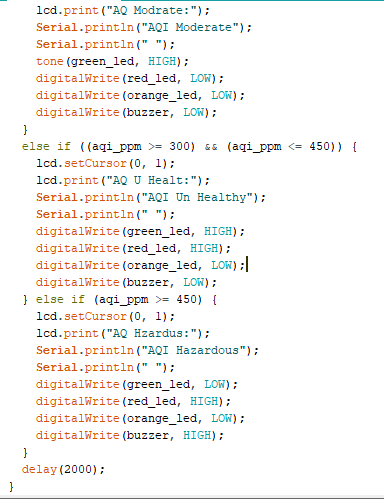 lcd.print("AQ Modrate:");
Serial.println("AQI Moderate");
Serial.println(" ");
tone(green_led, HIGH);
digitalWrite(red_led, LOW);
digitalWrite(orange_led, LOW);
digitalWrite(buzzer, LOW);
}
else if ((aqi_ppm >= 300) && (aqi_ppm <= 450)) {
lcd.setCursor(0, 1);
lcd.print("AQ U Healt:");
Serial.println("AQI Un Healthy");
Serial.println(" ");
digitalWrite(green_led, HIGH);
digitalWrite(red_led, HIGH);
digitalWrite(orange_led, LOW);
digitalWrite(buzzer, LOW);
} else if (aqi_ppm >= 450) {
lcd.setCursor(0, 1);
lcd.print("AQ Hzardus:");
Serial.println("AQI Hazardous");
Serial.println(" ");
digitalWrite(green_led, LOW);
digitalWrite(red_led, HIGH);
digitalWrite(orange_led, LOW);
digitalWrite(buzzer, HIGH);
}
delay(2000);
}